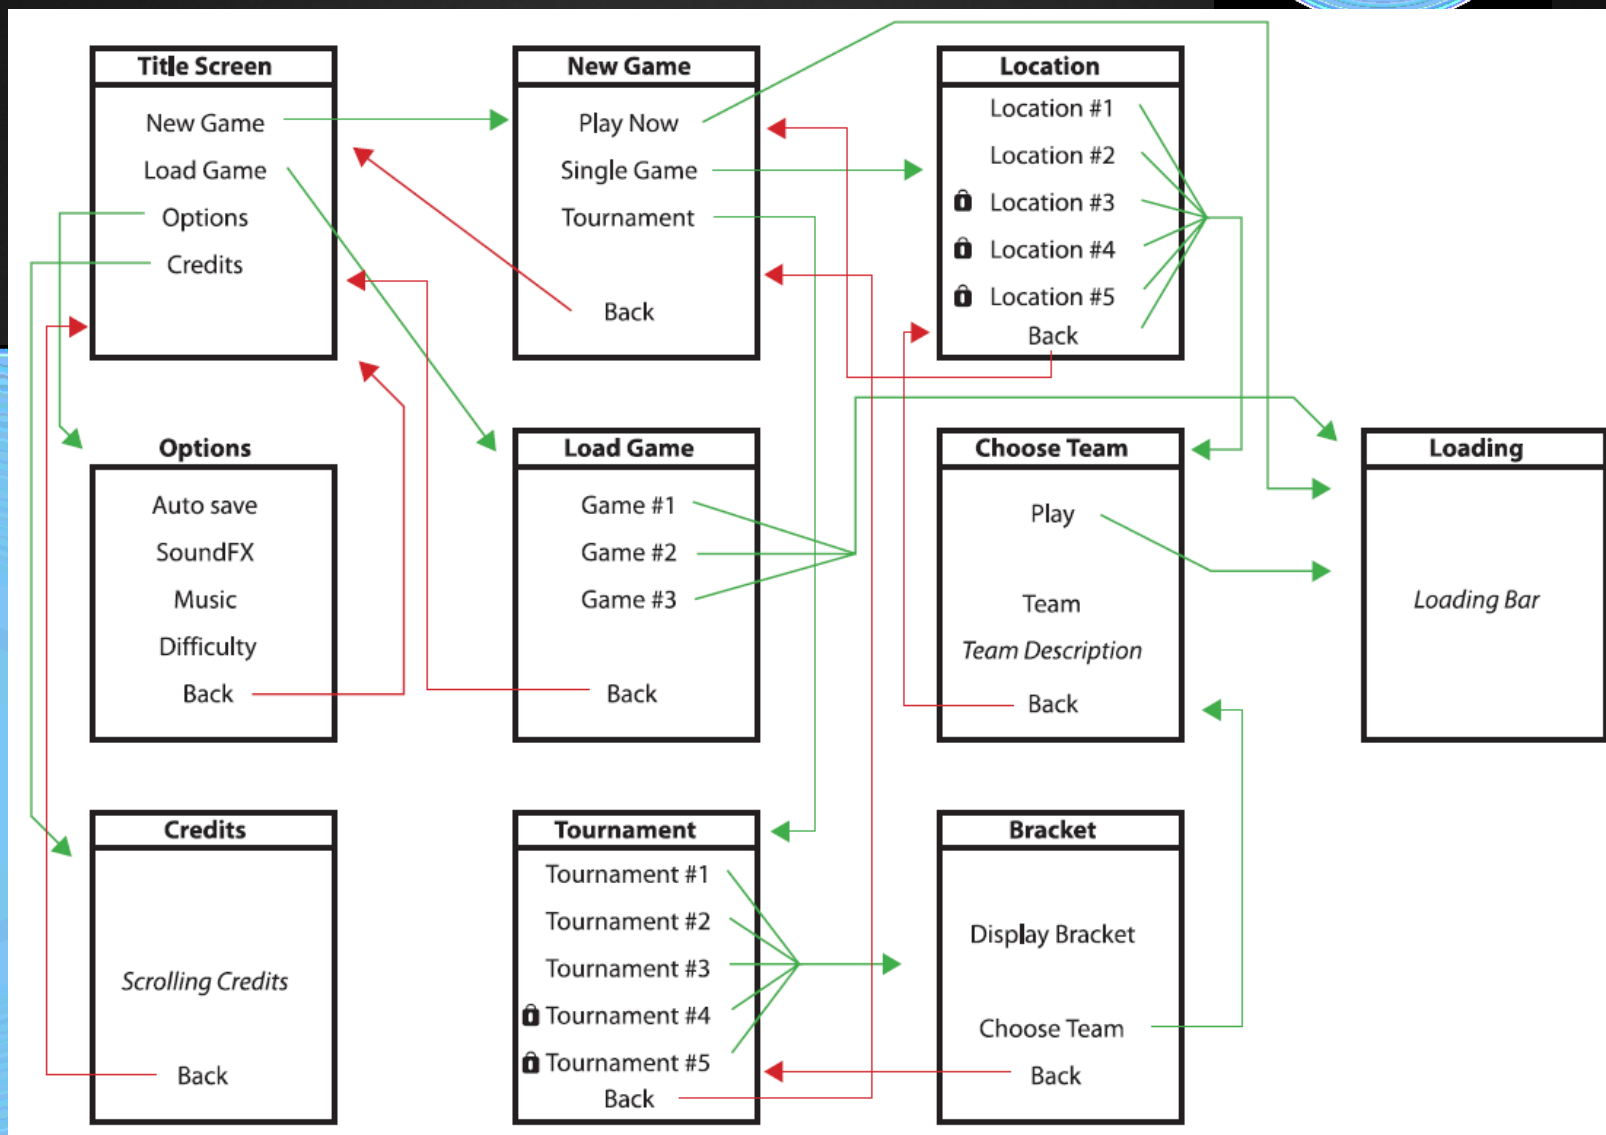 Title Screen
New Game
Load Game
Options
Credits
New Game
Play Now
Single Game
Tournament
Back
Location
Location #1
Location #2
Location #3
Location #4
Location #5
Back
Options
Auto save
SoundFX
Music
Difficulty
Back
Load Game
Game #1
Game #2
Game #3
Back
Choose Team
Play
Team
Team Description
Back
Loading
Loading Bar
Credits
Scrolling Credits
Back
Tournament
Tournament #1
Tournament #2
Tournament #3
Tournament #4
Tournament #5
Back
Bracket
Display Bracket
Choose Team
Back